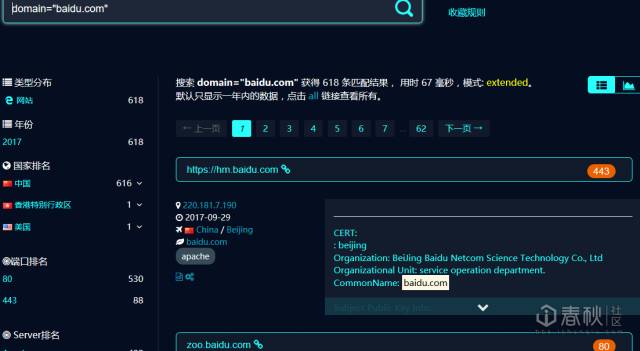 domain="baidu.com"
收藏规则
类型分布
网站 618
年份
2017 618
国家排名
中国 616
香港特别行政区 1
美国 1
端口排名
80 530
443 88
Server排名
搜索 domain="baidu.com" 获得 618 条匹配结果，用时 67 毫秒，模式: extended。
默认只显示一年内的数据，点击 all 链接查看所有。
← 上一页 1 2 3 4 5 6 7 ... 62 下一页 →
https://hm.baidu.com 443
220.181.7.190
2017-09-29
China / Beijing
baidu.com
apache
CERT:
: beijing
Organization: BeiJing Baidu Netcom Science Technology Co., Ltd
Organizational Unit: service operation department.
CommonName: baidu.com
Subject Public Key Info:
zoo.baidu.com 80
春秋 社区